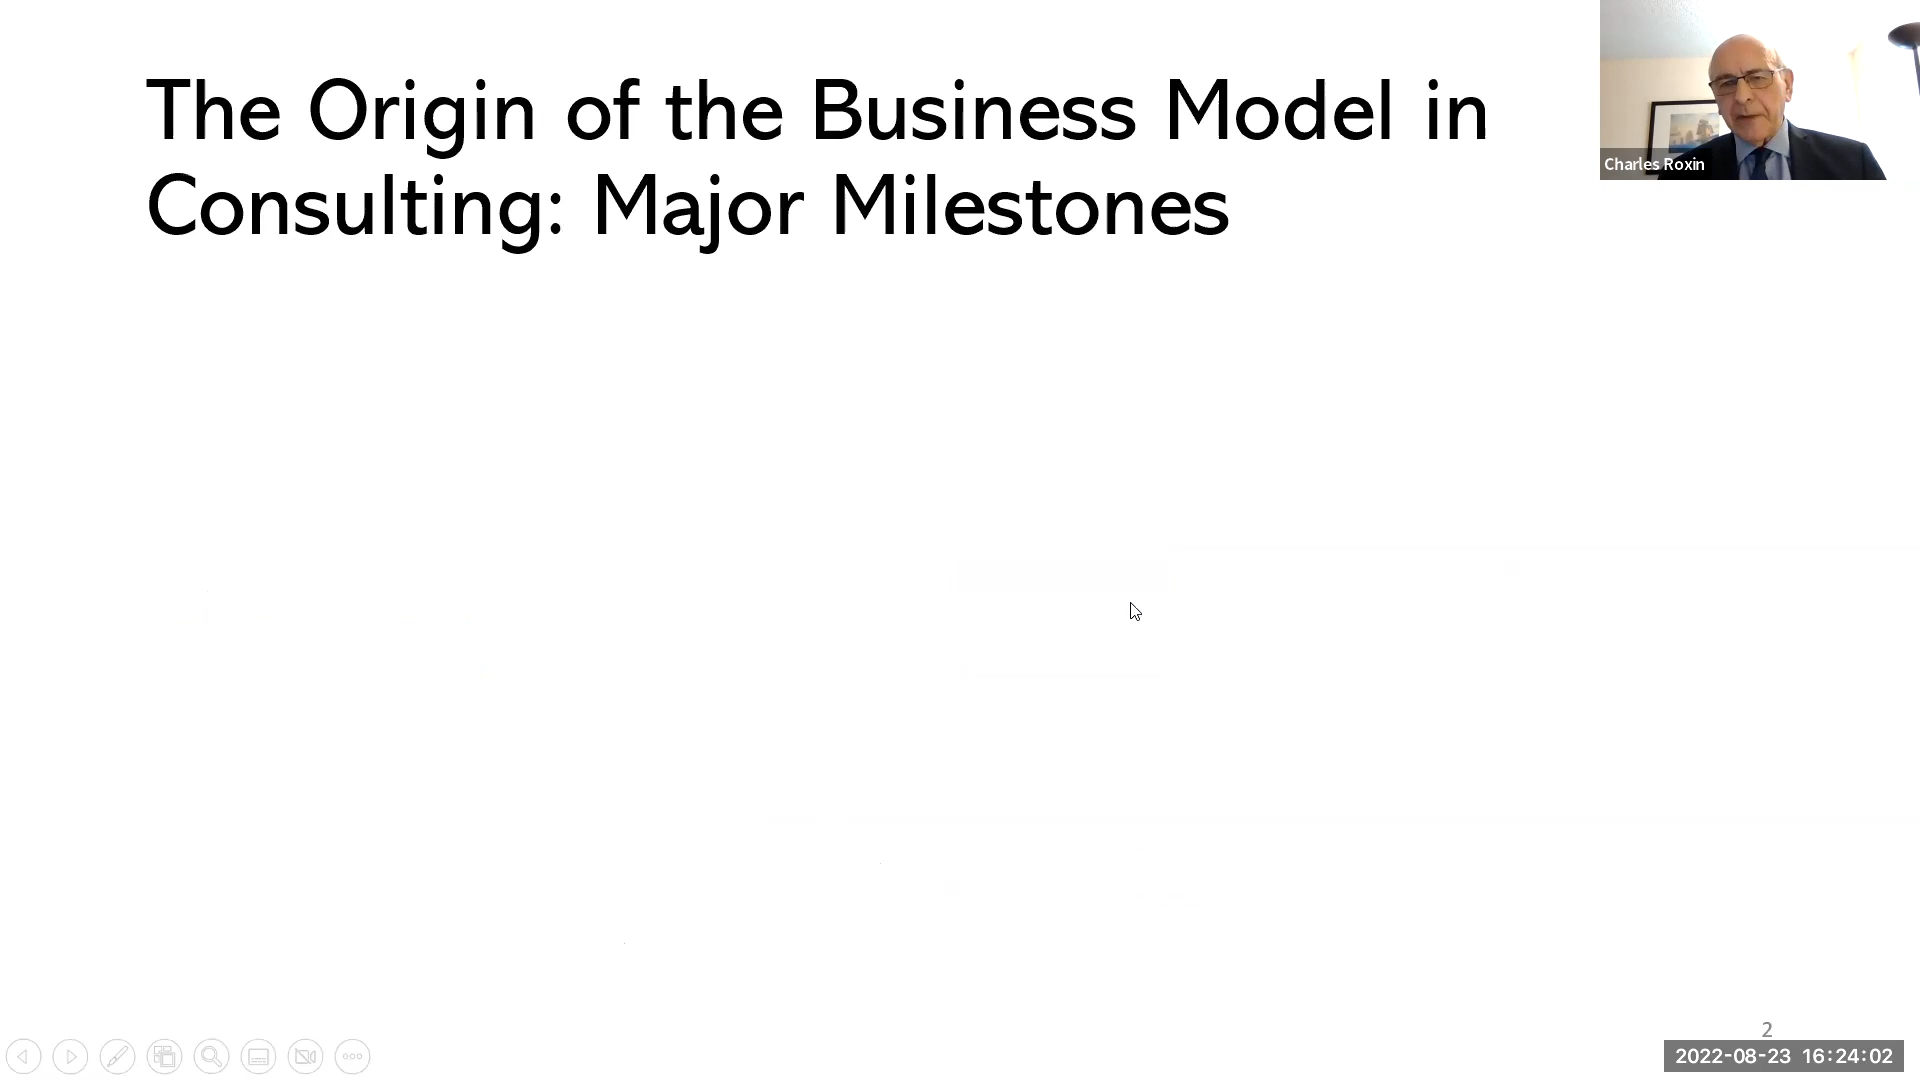 The Origin of the Business Model in
Consulting: Major Milestones
Charles Roxin
2
2022-08-23 16:24:02